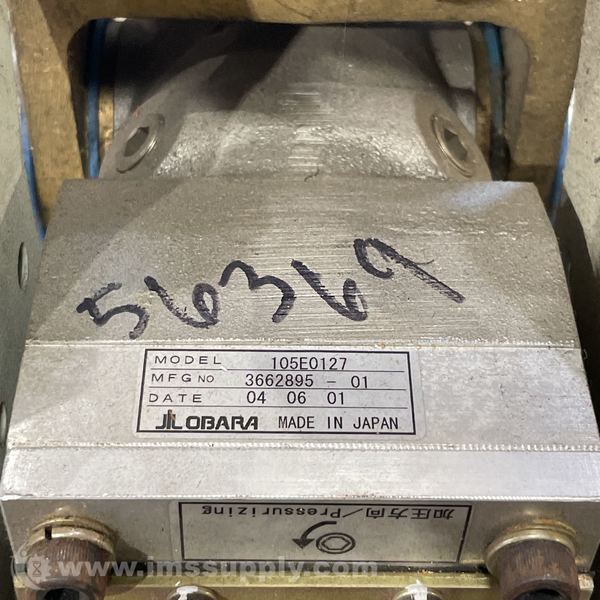 56369
MODEL 105E0127
MFG NO 3662895 - 01
DATE 04 06 01
OBARA MADE IN JAPAN
加圧方向/Pressurizing
www.imssupply.com